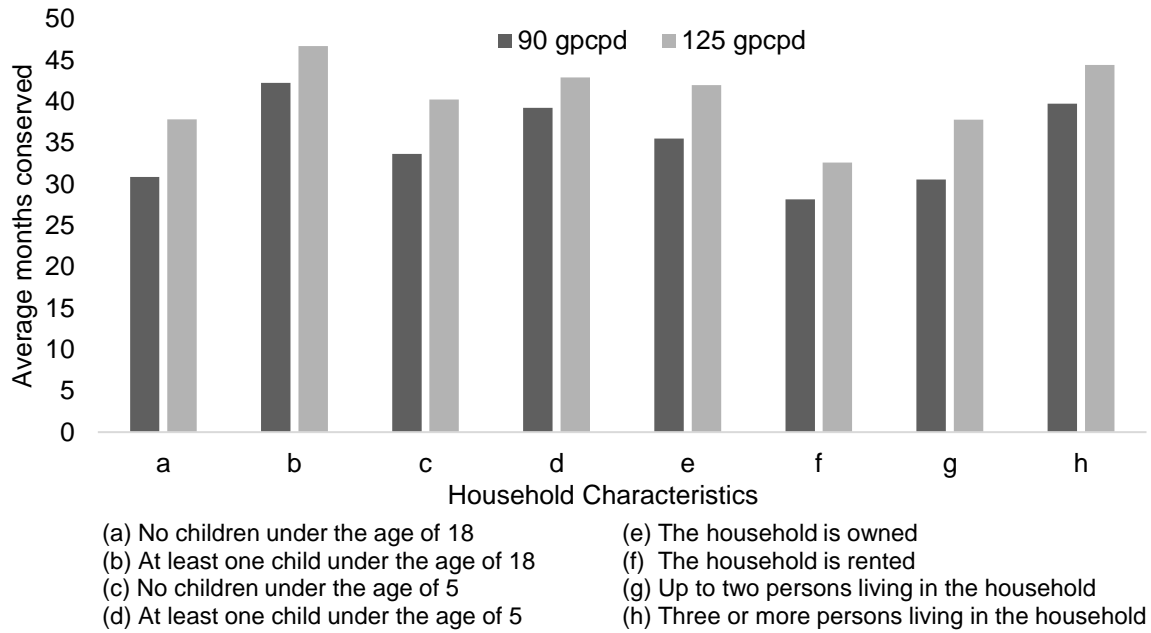 50
45
40
35
30
25
20
15
10
5
0
Average months conserved
90 gpcpd 125 gpcpd
a b c d e f g h
Household Characteristics
(a) No children under the age of 18
(b) At least one child under the age of 18
(c) No children under the age of 5
(d) At least one child under the age of 5
(e) The household is owned
(f) The household is rented
(g) Up to two persons living in the household
(h) Three or more persons living in the household